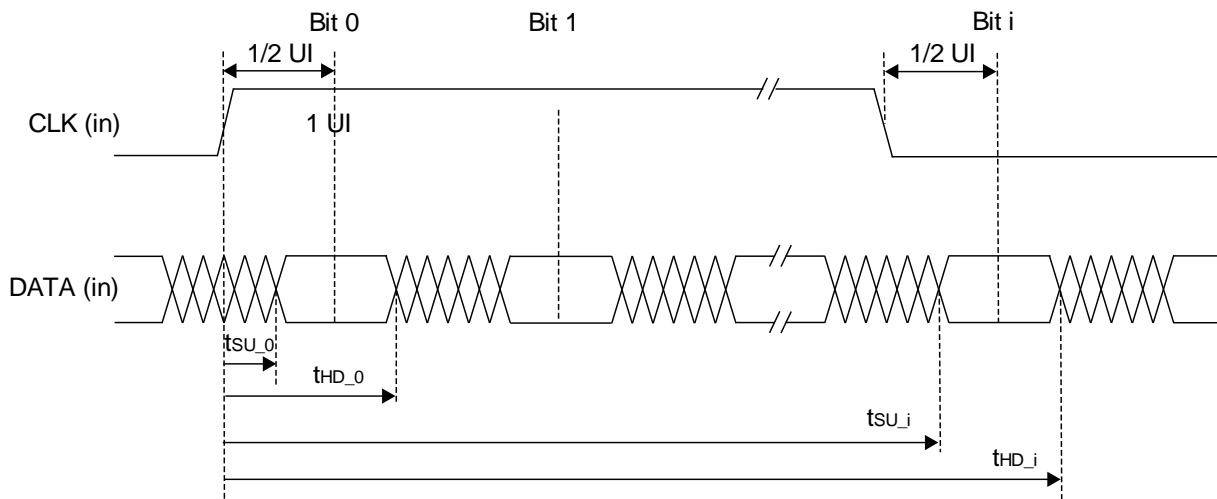 Bit 0
Bit 1
Bit i
1/2 UI
1/2 UI
CLK (in)
1 UI
DATA (in)
tSU_0
tHD_0
tSU_i
tHD_i